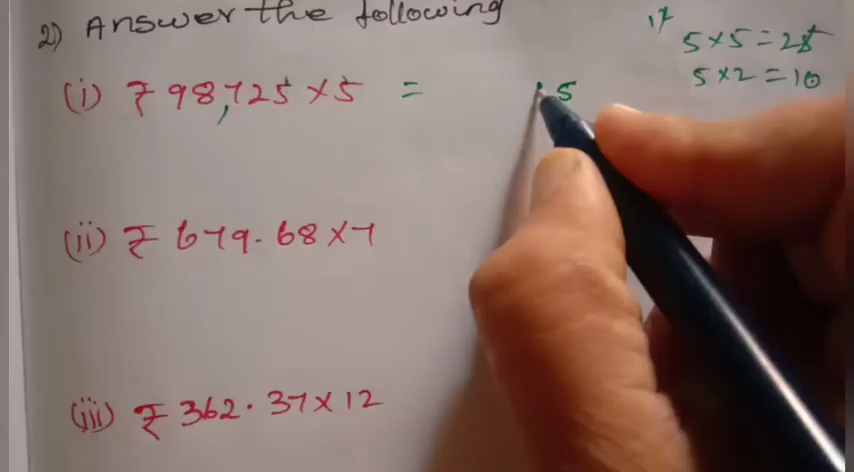 2) Answer the following
17
5×5=25
(i) ₹ 98,725 × 5 = 5
5×2=10
(ii) ₹ 679.68×7
(iii) ₹ 362.37×12